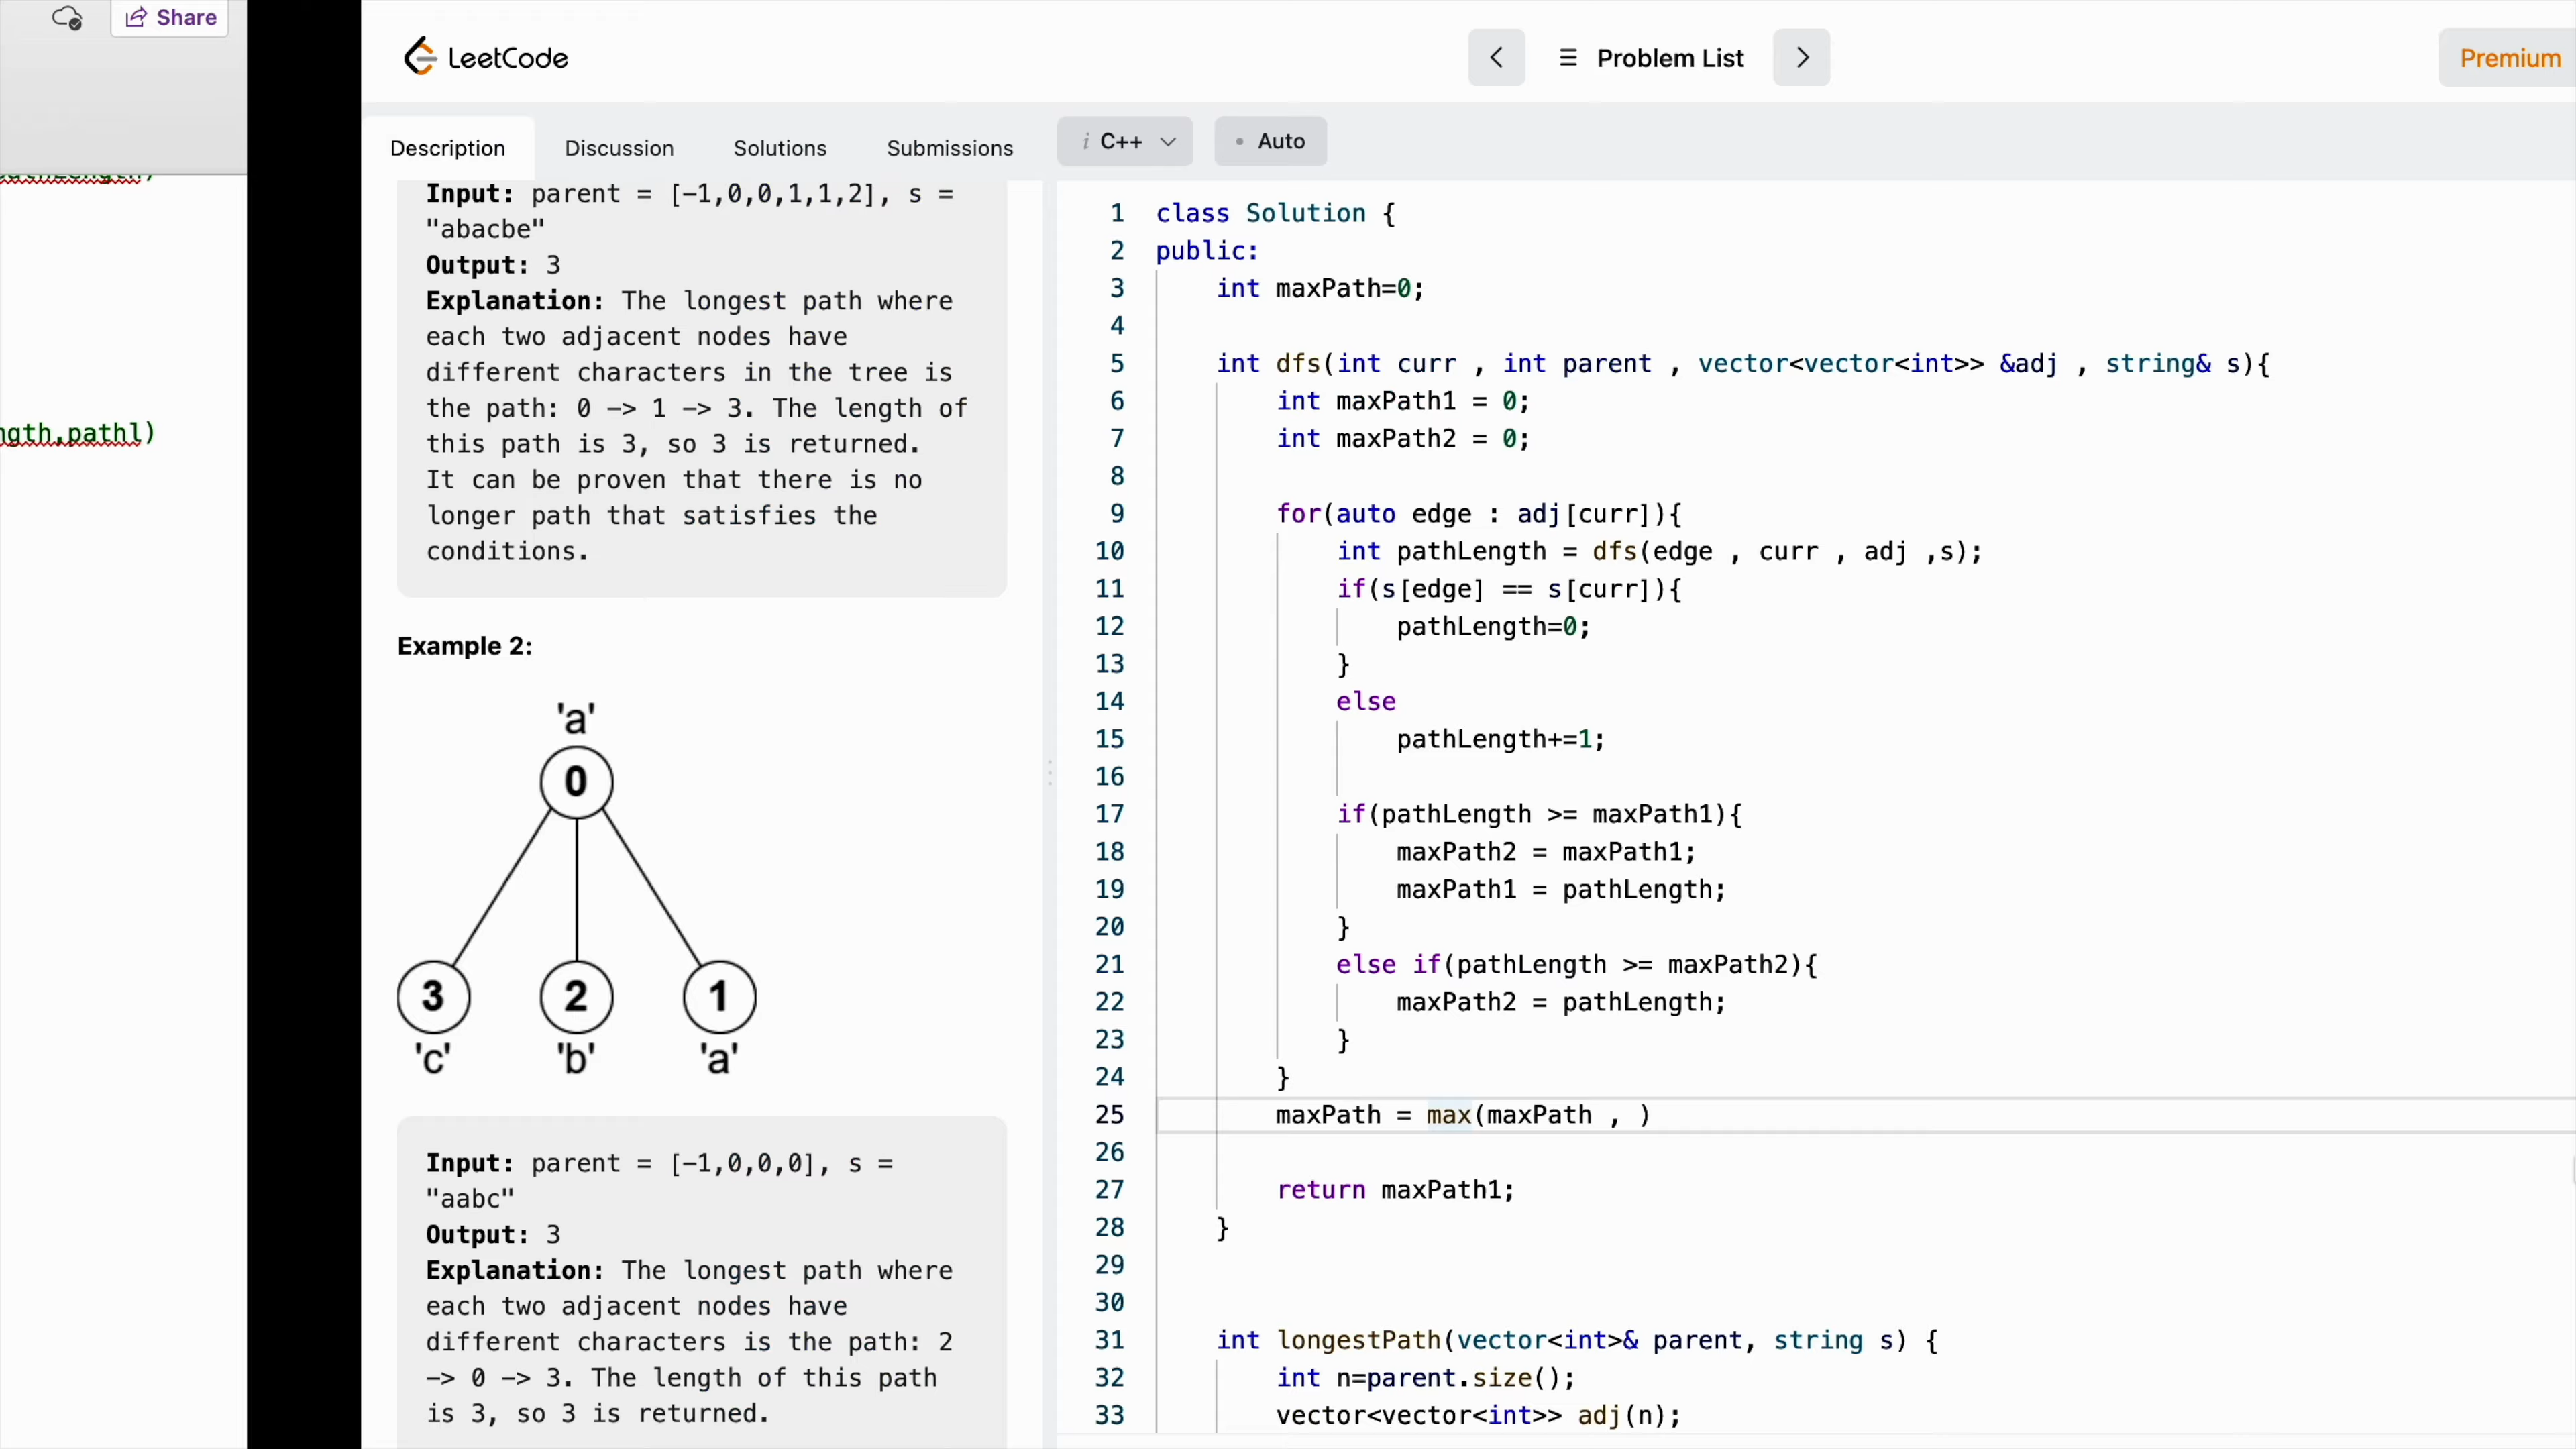 Share
LeetCode
Problem List
Premium
Description
Discussion
Solutions
Submissions
i C++
Auto
ngth,pathl)
Input: parent = [-1,0,0,1,1,2], s =
"abacbe"
Output: 3
Explanation: The longest path where
each two adjacent nodes have
different characters in the tree is
the path: 0 -> 1 -> 3. The length of
this path is 3, so 3 is returned.
It can be proven that there is no
longer path that satisfies the
conditions.
Example 2:
'a'
0
3
2
1
'c'
'b'
'a'
Input: parent = [-1,0,0,0], s =
"aabc"
Output: 3
Explanation: The longest path where
each two adjacent nodes have
different characters is the path: 2
-> 0 -> 3. The length of this path
is 3, so 3 is returned.
1 class Solution {
2 public:
3 int maxPath=0;
4
5 int dfs(int curr , int parent , vector<vector<int>> &adj , string& s){
6 int maxPath1 = 0;
7 int maxPath2 = 0;
8
9 for(auto edge : adj[curr]){
10 int pathLength = dfs(edge , curr , adj ,s);
11 if(s[edge] == s[curr]){
12 pathLength=0;
13 }
14 else
15 pathLength+=1;
16
17 if(pathLength >= maxPath1){
18 maxPath2 = maxPath1;
19 maxPath1 = pathLength;
20 }
21 else if(pathLength >= maxPath2){
22 maxPath2 = pathLength;
23 }
24 }
25 maxPath = max(maxPath , )
26
27 return maxPath1;
28 }
29
30
31 int longestPath(vector<int>& parent, string s) {
32 int n=parent.size();
33 vector<vector<int>> adj(n);